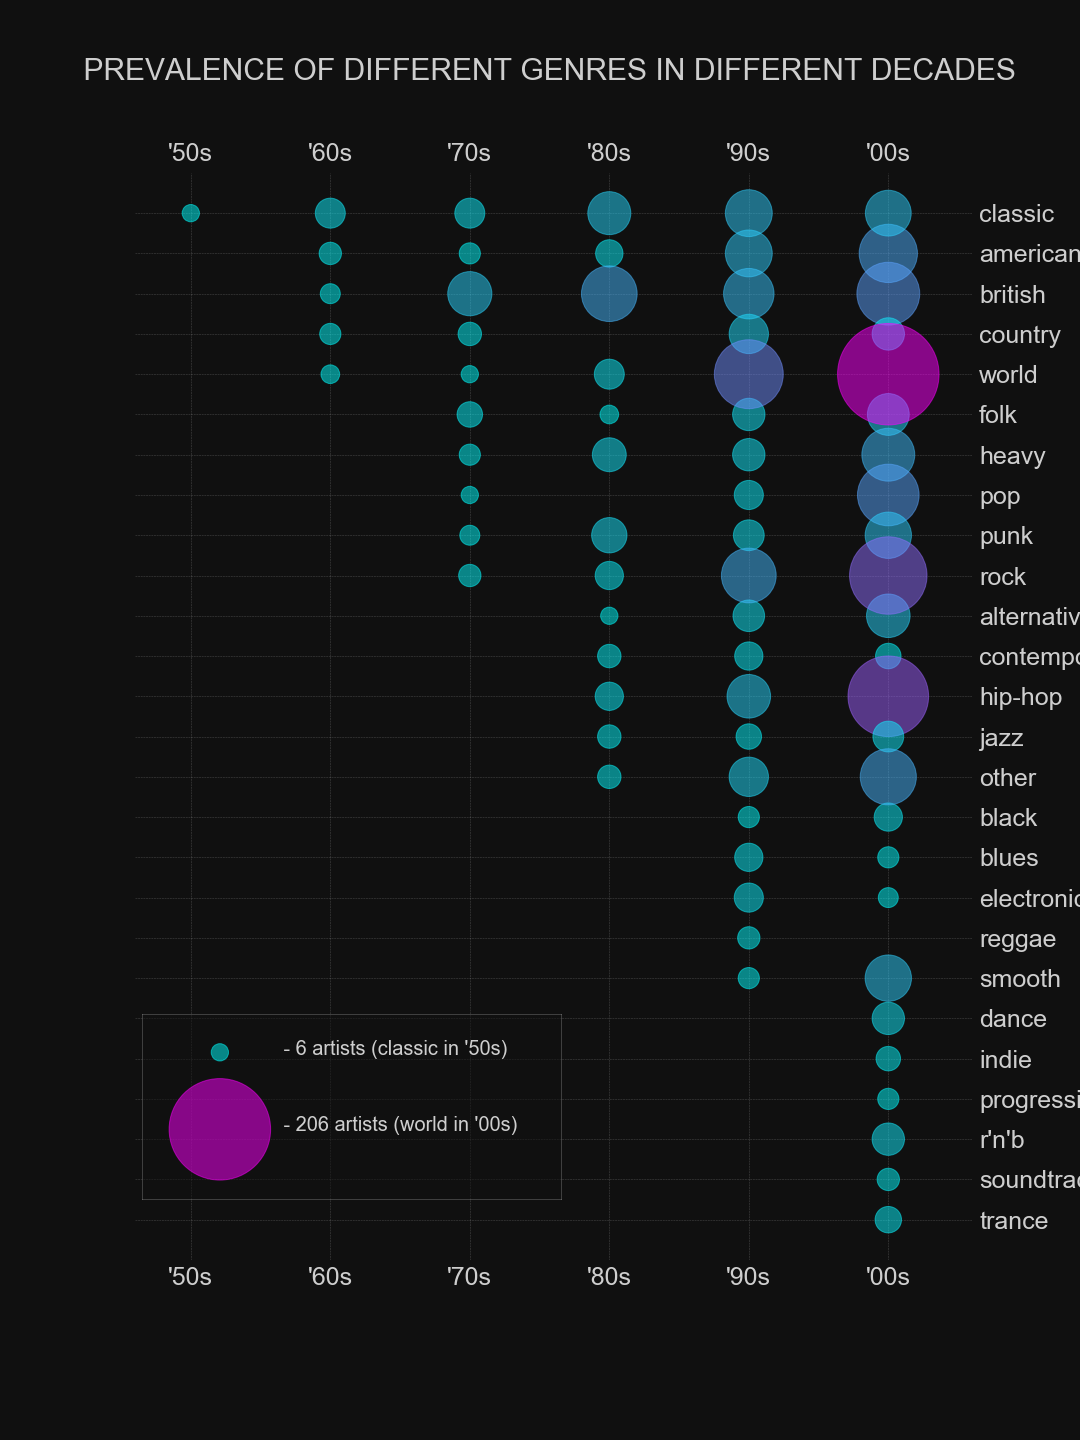 PREVALENCE OF DIFFERENT GENRES IN DIFFERENT DECADES
'50s '60s '70s '80s '90s '00s
classic
american
british
country
world
folk
heavy
pop
punk
rock
alternativ
contempo
hip-hop
jazz
other
black
blues
electronic
reggae
smooth
dance
indie
progressi
r'n'b
soundtrac
trance
- 6 artists (classic in '50s)
- 206 artists (world in '00s)
'50s '60s '70s '80s '90s '00s